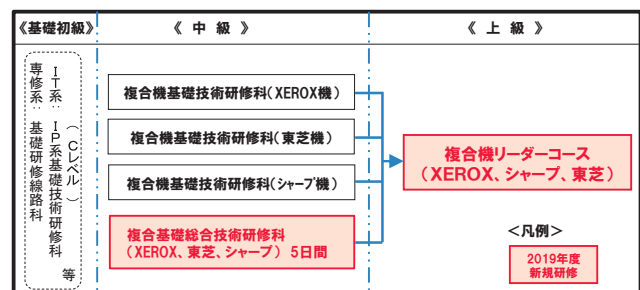 《基礎初級》
《 中 級 》
《 上 級 》
IT系: IP系基礎技術研修科
(Cレベル)
専修系: 基礎研修線路科 等
複合機基礎技術研修科(XEROX機)
複合機基礎技術研修科(東芝機)
複合機基礎技術研修科(シャープ機)
複合基礎総合技術研修科
(XEROX、東芝、シャープ) 5日間
複合機リーダーコース
(XEROX、シャープ、東芝)
<凡例>
2019年度
新規研修